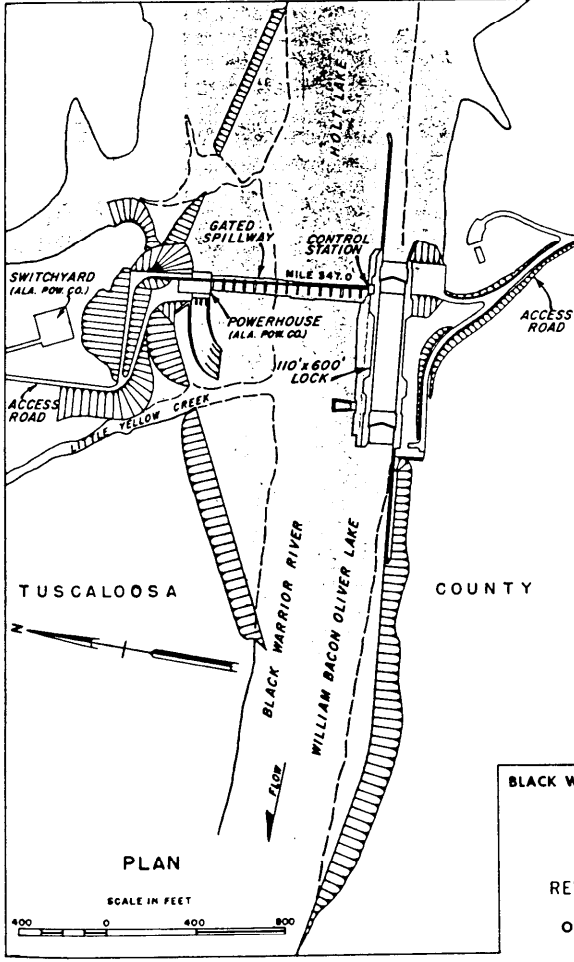 HOLT LAKE
GATED
SPILLWAY
CONTROL
STATION
MILE 347.0
SWITCHYARD
(ALA. POW. CO.)
POWERHOUSE
(ALA. POW. CO.)
ACCESS
ROAD
110' x 600'
LOCK
ACCESS
ROAD
LITTLE YELLOW CREEK
TUSCALOOSA
COUNTY
N
BLACK WARRIOR RIVER
WILLIAM BACON OLIVER LAKE
FLOW
BLACK W
PLAN
SCALE IN FEET
RE
O
400 0 400 800